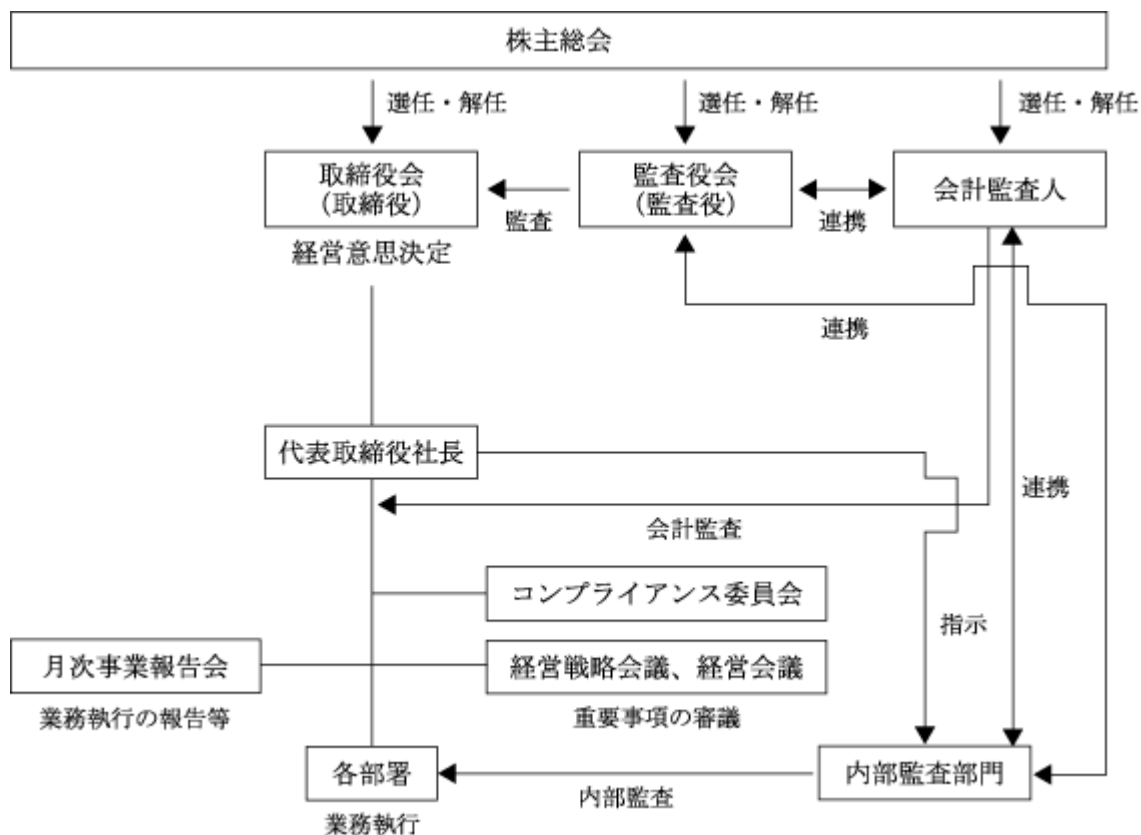 株主総会
選任・解任
選任・解任
選任・解任
取締役会
(取締役)
監査役会
(監査役)
会計監査人
監査
連携
経営意思決定
連携
代表取締役社長
連携
会計監査
コンプライアンス委員会
指示
月次事業報告会
経営戦略会議、経営会議
業務執行の報告等
重要事項の審議
各部署
内部監査部門
内部監査
業務執行